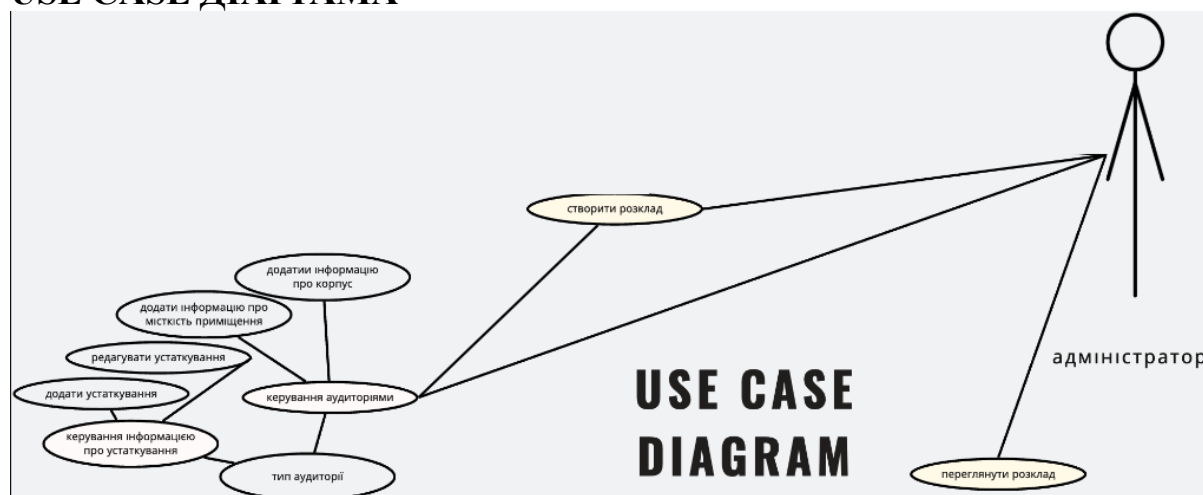 USE CASE ДІАГРАМА
створити розклад
додатии інформацію
про корпус
додати інформацію про
місткість приміщення
редагувати устаткування
адміністратор
додати устаткування
керування аудиторіями
USE CASE
DIAGRAM
керування інформацією
про устаткування
тип аудиторії
переглянути розклад